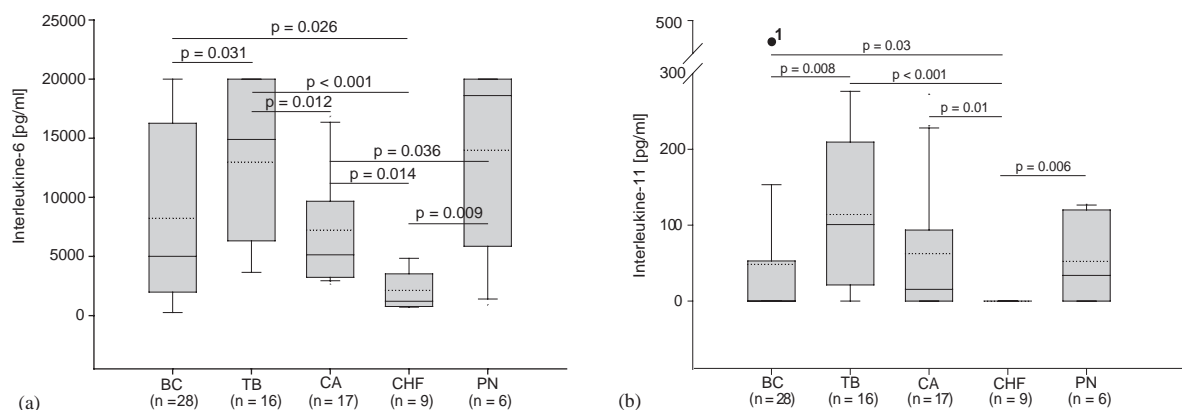 25000
20000
15000
10000
5000
0
Interleukine-6 [pg/ml]
p = 0.026
p = 0.031
p < 0.001
p = 0.012
p = 0.036
p = 0.014
p = 0.009
BC TB CA CHF PN
(n =28) (n = 16) (n = 17) (n = 9) (n = 6)
(a)
500
300
200
100
0
Interleukine-11 [pg/ml]
1
p = 0.03
p = 0.008 p < 0.001
p = 0.01
p = 0.006
BC TB CA CHF PN
(n = 28) (n = 16) (n = 17) (n = 9) (n = 6)
(b)